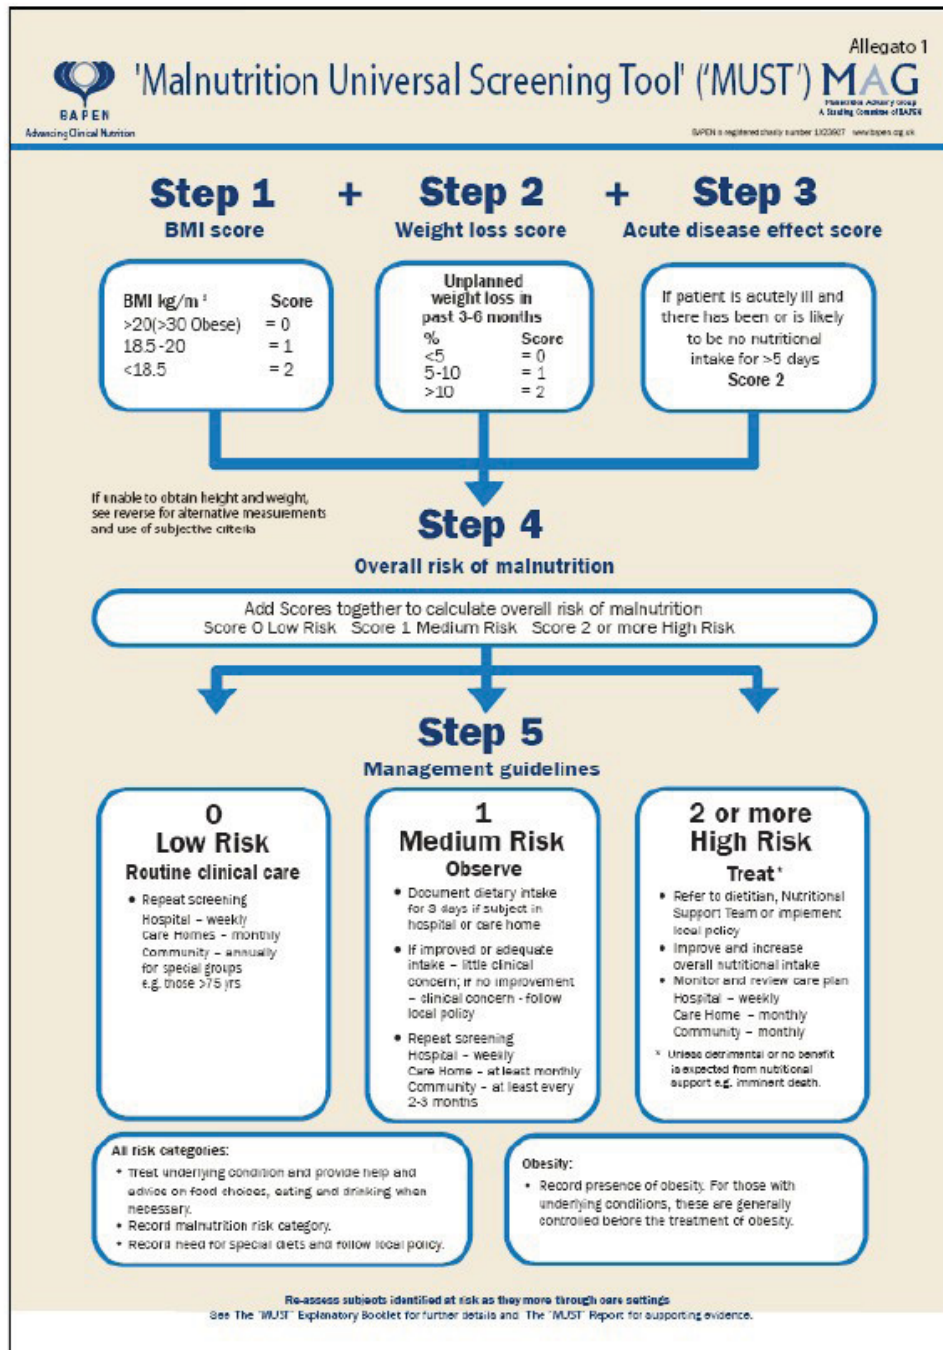 Allegato 1
'Malnutrition Universal Screening Tool' ('MUST')
MAG
Malnutrition Advisory Group
A Standing Committee of BAPEN
BAPEN
Advancing Clinical Nutrition
BAPEN is registered charity number 1023927 www.bapen.org.uk
Step 1 + Step 2 + Step 3
BMI score
Weight loss score
Acute disease effect score
BMI kg/m² Score
>20(>30 Obese) = 0
18.5-20 = 1
<18.5 = 2
Unplanned
weight loss in
past 3-6 months
% Score
<5 = 0
5-10 = 1
>10 = 2
If patient is acutely ill and
there has been or is likely
to be no nutritional
intake for >5 days
Score 2
If unable to obtain height and weight,
see reverse for alternative measurements
and use of subjective criteria
Step 4
Overall risk of malnutrition
Add Scores together to calculate overall risk of malnutrition
Score 0 Low Risk Score 1 Medium Risk Score 2 or more High Risk
Step 5
Management guidelines
0
Low Risk
Routine clinical care
• Repeat screening
Hospital – weekly
Care Homes – monthly
Community – annually
for special groups
e.g. those >75 yrs
1
Medium Risk
Observe
• Document dietary intake
for 3 days if subject in
hospital or care home
• If improved or adequate
intake – little clinical
concern; if no improvement
– clinical concern - follow
local policy
• Repeat screening
Hospital – weekly
Care Home – at least monthly
Community – at least every
2-3 months
2 or more
High Risk
Treat*
• Refer to dietitian, Nutritional
Support Team or implement
local policy
• Improve and increase
overall nutritional intake
• Monitor and review care plan
Hospital – weekly
Care Home – monthly
Community – monthly
* Unless detrimental or no benefit
is expected from nutritional
support e.g. imminent death.
All risk categories:
• Treat underlying condition and provide help and
advice on food choices, eating and drinking when
necessary.
• Record malnutrition risk category.
• Record need for special diets and follow local policy.
Obesity:
• Record presence of obesity. For those with
underlying conditions, these are generally
controlled before the treatment of obesity.
Re-assess subjects identified at risk as they move through care settings
See The 'MUST' Explanatory Booklet for further details and The 'MUST' Report for supporting evidence.